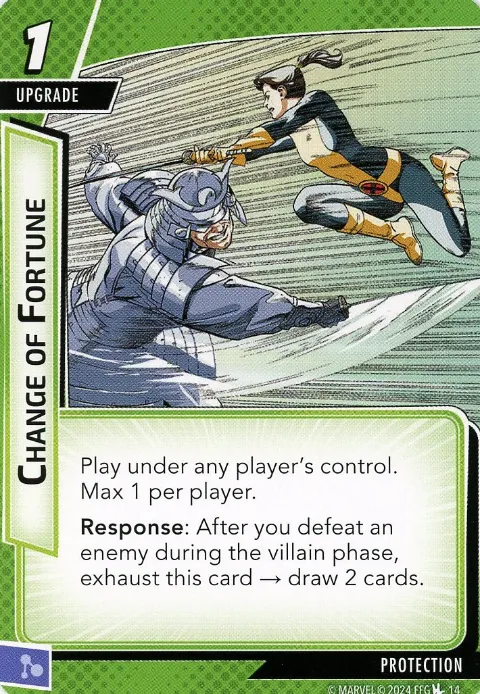 1
UPGRADE
CHANGE OF FORTUNE
Play under any player's control.
Max 1 per player.
Response: After you defeat an
enemy during the villain phase,
exhaust this card → draw 2 cards.
PROTECTION
© MARVEL © 2024 FFG 14